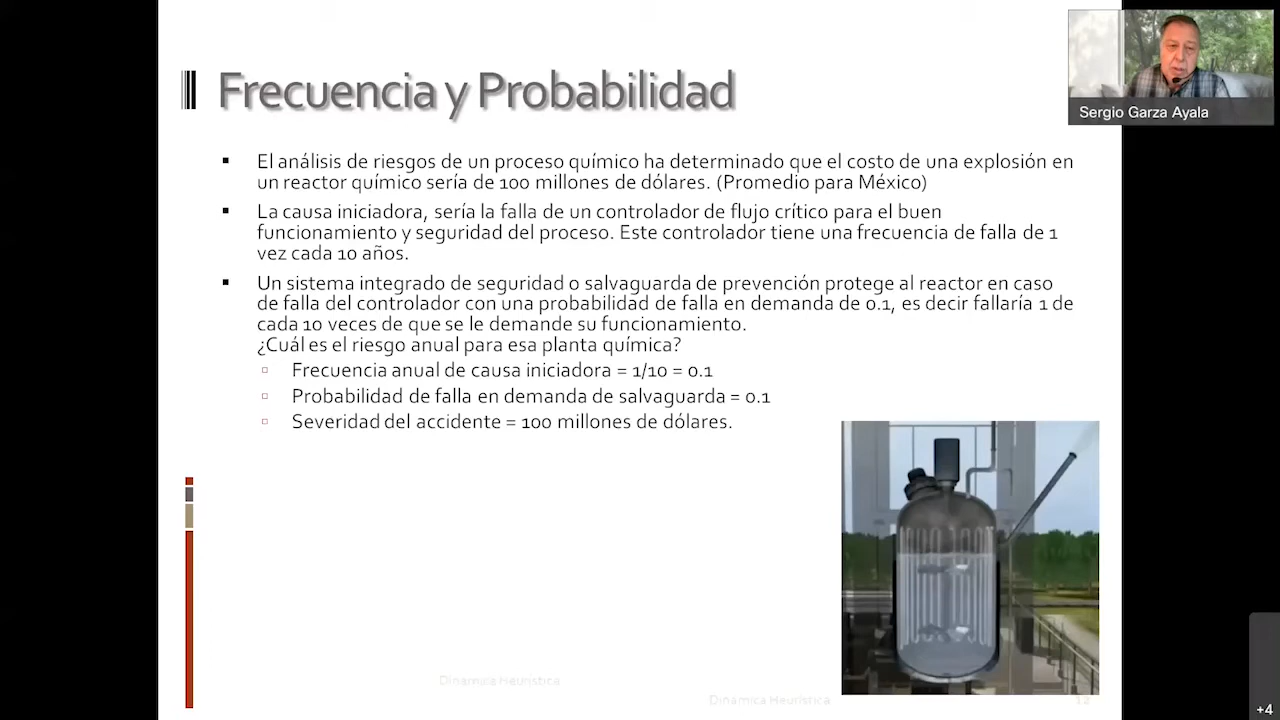 Frecuencia y Probabilidad
Sergio Garza Ayala
▪ El análisis de riesgos de un proceso químico ha determinado que el costo de una explosión en
un reactor químico sería de 100 millones de dólares. (Promedio para México)
▪ La causa iniciadora, sería la falla de un controlador de flujo crítico para el buen
funcionamiento y seguridad del proceso. Este controlador tiene una frecuencia de falla de 1
vez cada 10 años.
▪ Un sistema integrado de seguridad o salvaguarda de prevención protege al reactor en caso
de falla del controlador con una probabilidad de falla en demanda de 0.1, es decir fallaría 1 de
cada 10 veces de que se le demande su funcionamiento.
¿Cuál es el riesgo anual para esa planta química?
▫ Frecuencia anual de causa iniciadora = 1/10 = 0.1
▫ Probabilidad de falla en demanda de salvaguarda = 0.1
▫ Severidad del accidente = 100 millones de dólares.
Dinámica Heurística
Dinámica Heurística
12
+4